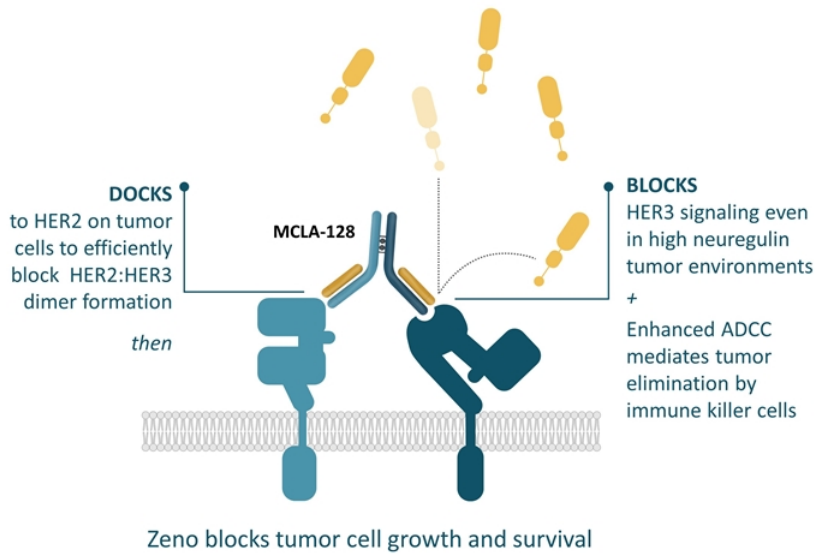 DOCKS
to HER2 on tumor
cells to efficiently
block HER2:HER3
dimer formation
then
MCLA-128
BLOCKS
HER3 signaling even
in high neuregulin
tumor environments
+
Enhanced ADCC
mediates tumor
elimination by
immune killer cells
Zeno blocks tumor cell growth and survival